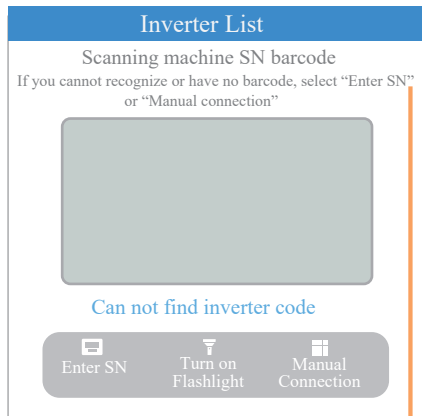 Inverter List
Scanning machine SN barcode
If you cannot recognize or have no barcode, select “Enter SN”
or “Manual connection”
Can not find inverter code
Enter SN
Turn on
Flashlight
Manual
Connection